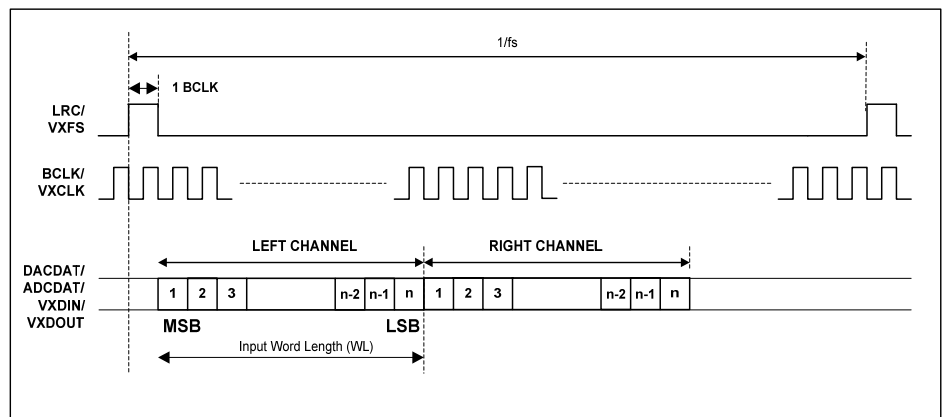 1/fs
1 BCLK
LRC/
VXFS
BCLK/
VXCLK
LEFT CHANNEL RIGHT CHANNEL
DACDAT/
ADCDAT/
VXDIN/
VXDOUT
1 2 3 n-2 n-1 n 1 2 3 n-2 n-1 n
MSB LSB
Input Word Length (WL)